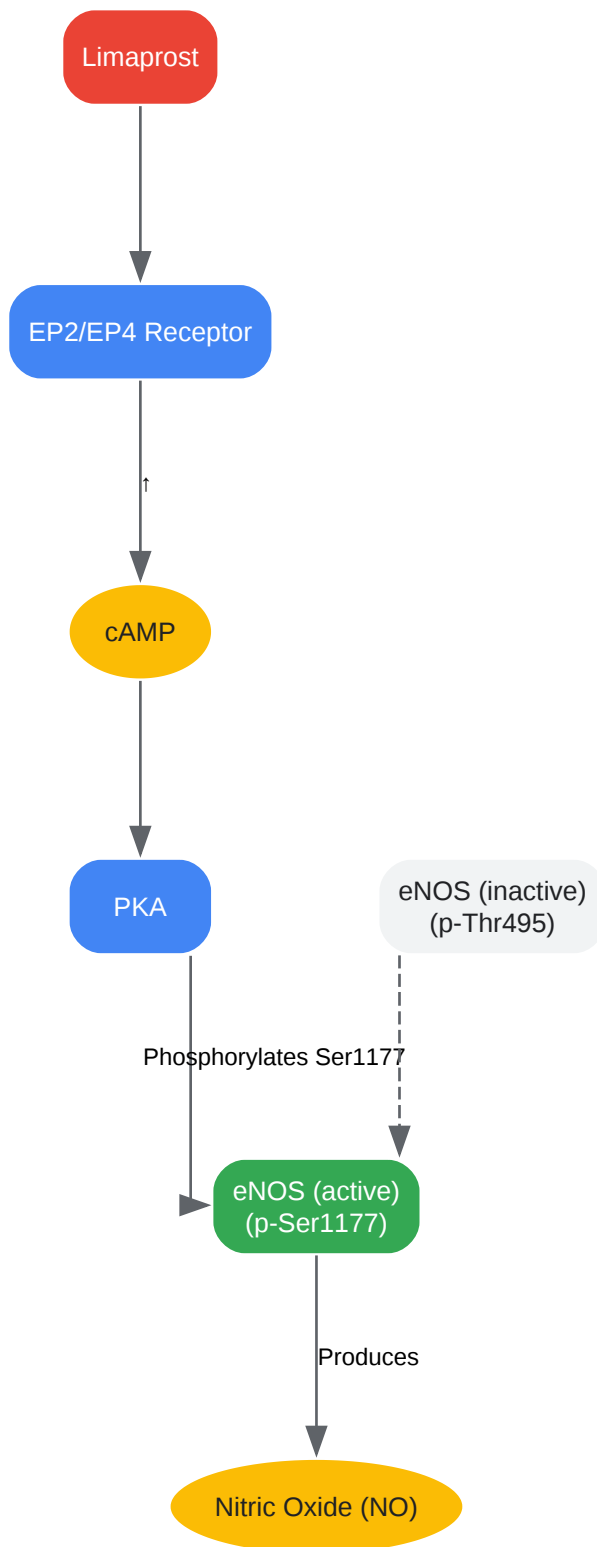 Limaprost
EP2/EP4 Receptor
↑
cAMP
PKA
eNOS (inactive)
(p-Thr495)
Phosphorylates Ser1177
eNOS (active)
(p-Ser1177)
Produces
Nitric Oxide (NO)